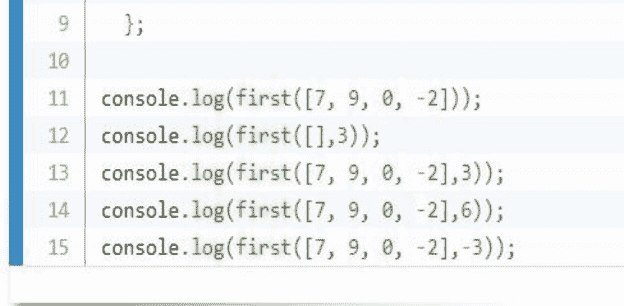 9 };
10
11 console.log(first([7, 9, 0, -2]));
12 console.log(first([],3));
13 console.log(first([7, 9, 0, -2],3));
14 console.log(first([7, 9, 0, -2],6));
15 console.log(first([7, 9, 0, -2],-3));